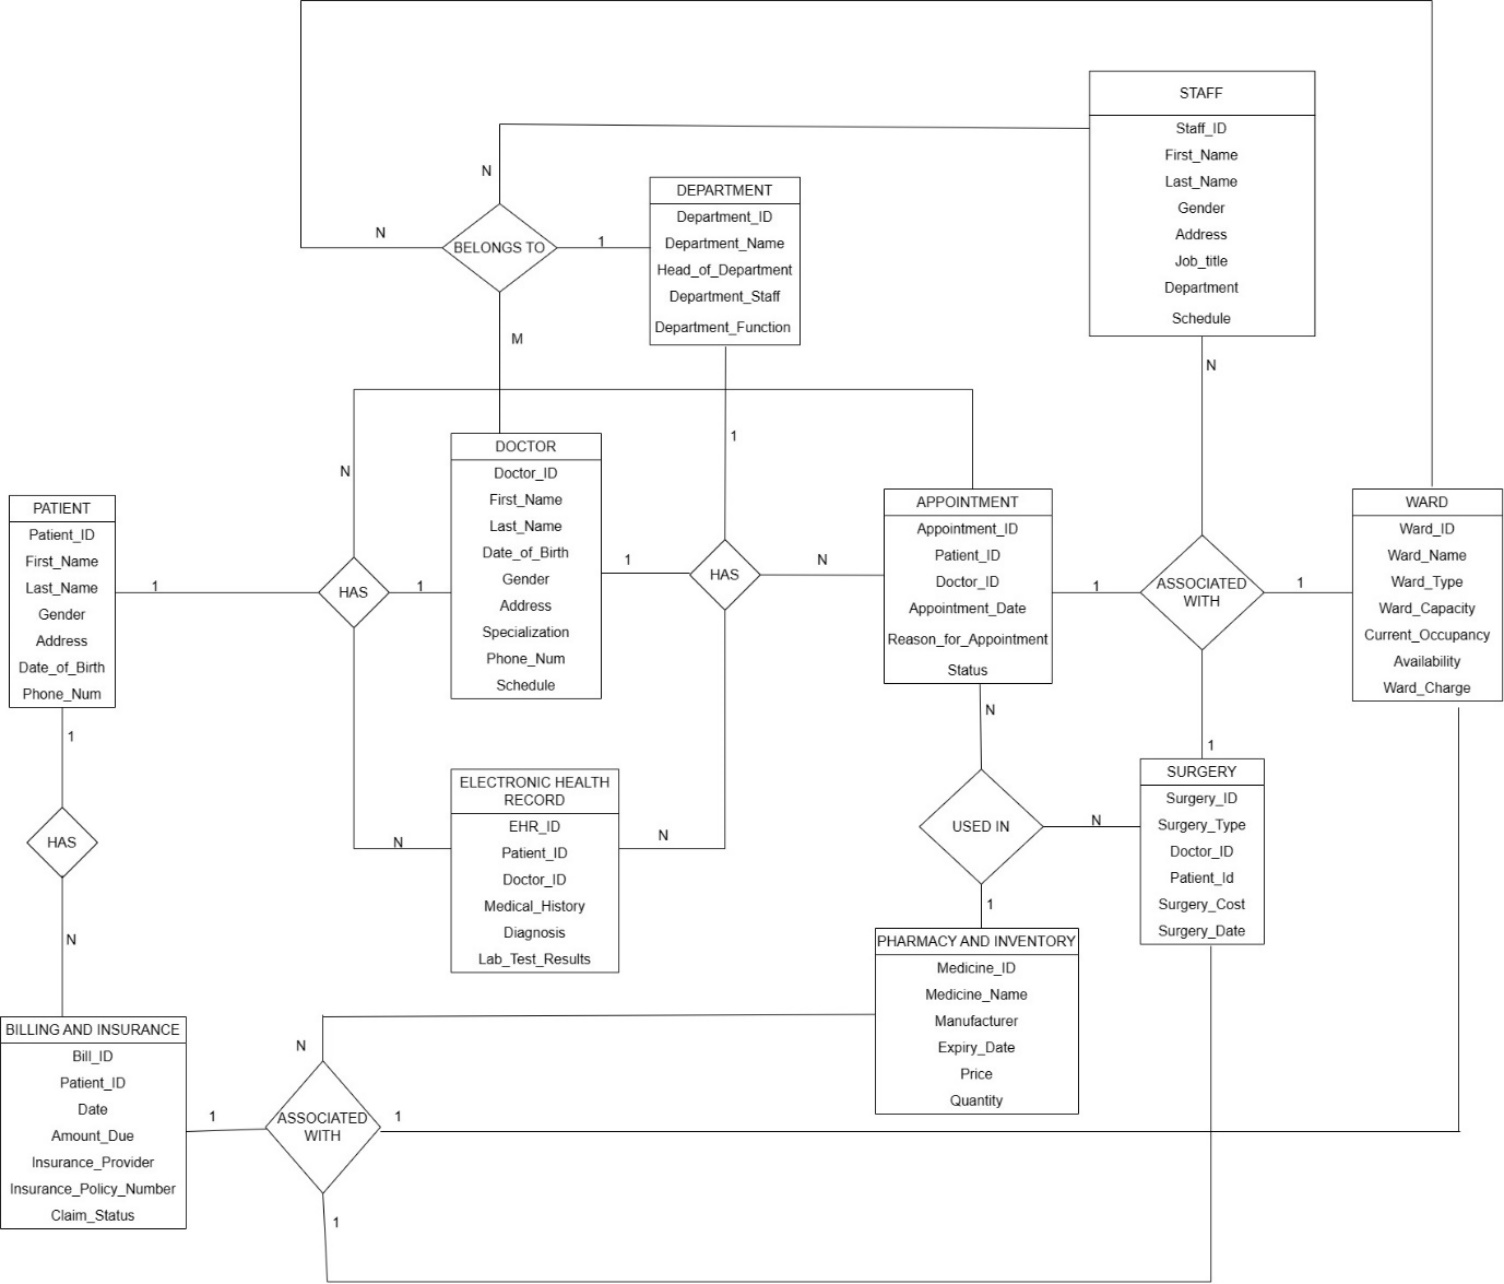 STAFF
Staff_ID
First_Name
Last_Name
Gender
Address
Job_title
Department
Schedule
N
N
BELONGS TO
1
M
DEPARTMENT
Department_ID
Department_Name
Head_of_Department
Department_Staff
Department_Function
N
1
N
DOCTOR
Doctor_ID
First_Name
Last_Name
Date_of_Birth
Gender
Address
Specialization
Phone_Num
Schedule
PATIENT
Patient_ID
First_Name
Last_Name
Gender
Address
Date_of_Birth
Phone_Num
1
HAS
1
1
HAS
N
APPOINTMENT
Appointment_ID
Patient_ID
Doctor_ID
Appointment_Date
Reason_for_Appointment
Status
1
ASSOCIATED
WITH
1
WARD
Ward_ID
Ward_Name
Ward_Type
Ward_Capacity
Current_Occupancy
Availability
Ward_Charge
1
HAS
N
N
ELECTRONIC HEALTH
RECORD
EHR_ID
Patient_ID
Doctor_ID
Medical_History
Diagnosis
Lab_Test_Results
N
N
USED IN
N
1
1
SURGERY
Surgery_ID
Surgery_Type
Doctor_ID
Patient_Id
Surgery_Cost
Surgery_Date
PHARMACY AND INVENTORY
Medicine_ID
Medicine_Name
Manufacturer
Expiry_Date
Price
Quantity
BILLING AND INSURANCE
Bill_ID
Patient_ID
Date
Amount_Due
Insurance_Provider
Insurance_Policy_Number
Claim_Status
N
1
ASSOCIATED
WITH
1
1